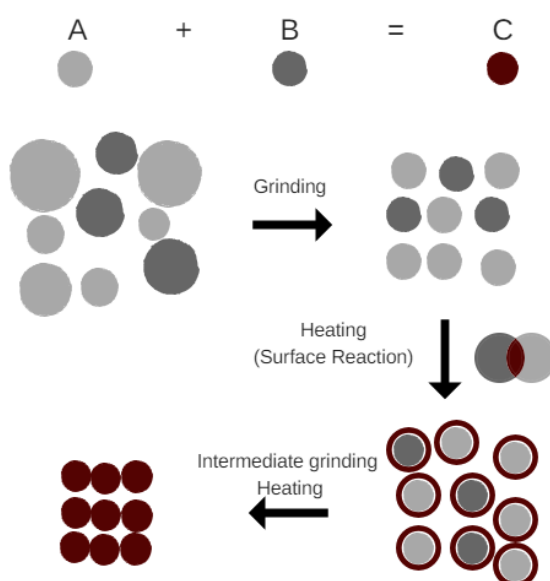 A + B = C
Grinding
Heating
(Surface Reaction)
Intermediate grinding
Heating